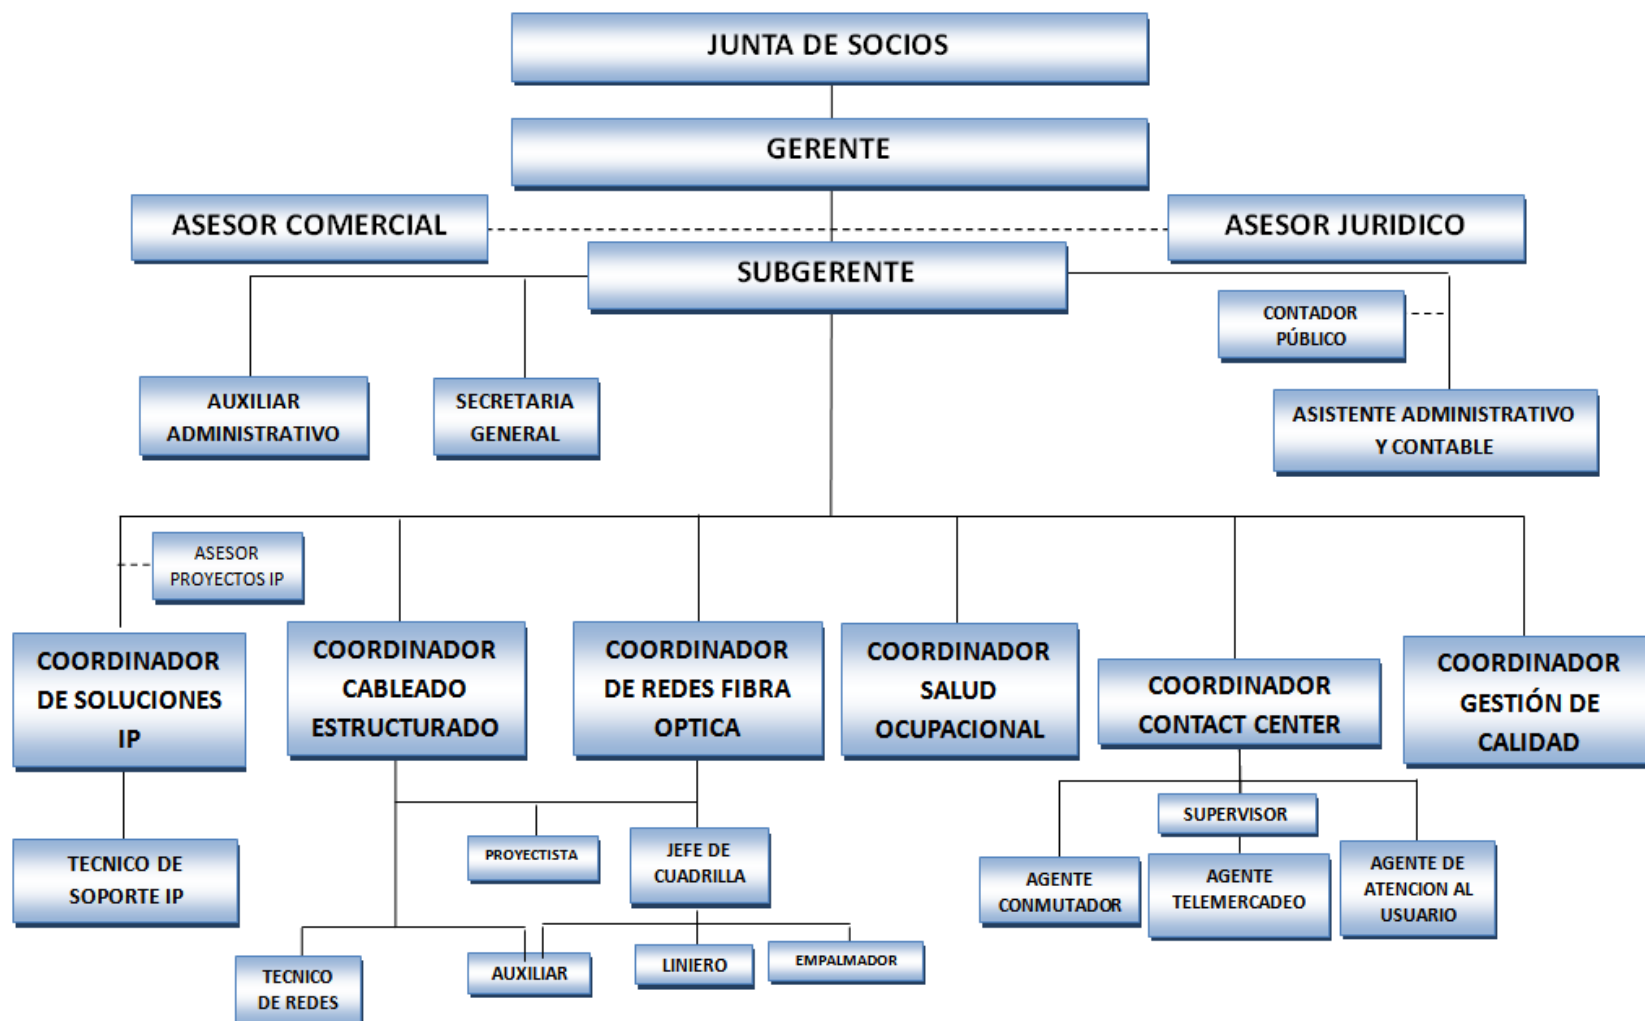 JUNTA DE SOCIOS
GERENTE
ASESOR COMERCIAL
ASESOR JURIDICO
SUBGERENTE
CONTADOR
PÚBLICO
AUXILIAR
ADMINISTRATIVO
SECRETARIA
GENERAL
ASISTENTE ADMINISTRATIVO
Y CONTABLE
ASESOR
PROYECTOS IP
COORDINADOR
DE SOLUCIONES
IP
COORDINADOR
CABLEADO
ESTRUCTURADO
COORDINADOR
DE REDES FIBRA
OPTICA
COORDINADOR
SALUD
OCUPACIONAL
COORDINADOR
CONTACT CENTER
COORDINADOR
GESTIÓN DE
CALIDAD
TECNICO DE
SOPORTE IP
PROYECTISTA
JEFE DE
CUADRILLA
SUPERVISOR
AGENTE
CONMUTADOR
AGENTE
TELEMERCADEO
AGENTE DE
ATENCION AL
USUARIO
TECNICO
DE REDES
AUXILIAR
LINIERO
EMPALMADOR